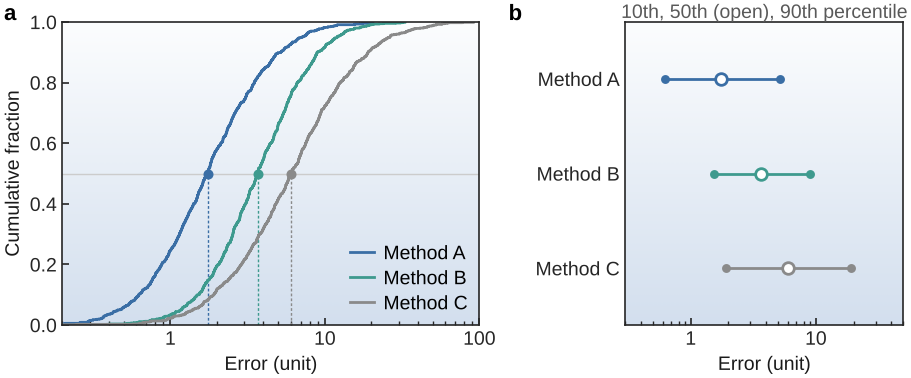 a
1.0
0.8
0.6
0.4
0.2
0.0
Cumulative fraction
Method A
Method B
Method C
1
10
100
Error (unit)
b
10th, 50th (open), 90th percentile
Method A
Method B
Method C
1
10
Error (unit)